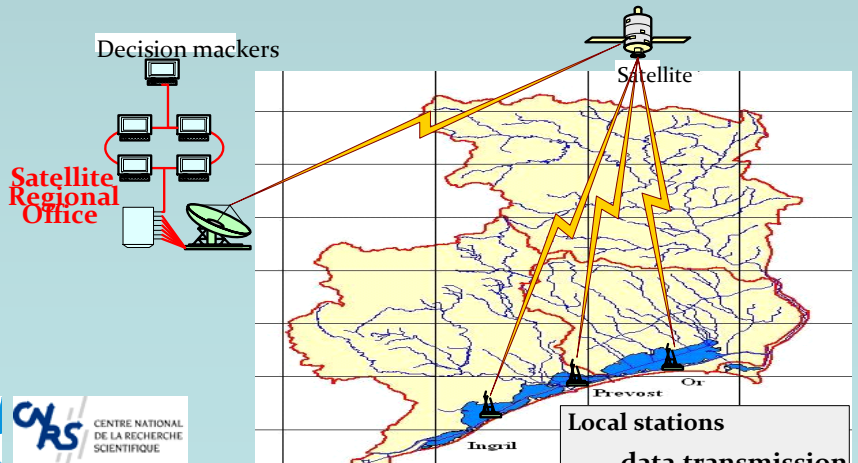 Decision mackers
Satellite
Satellite
Regional
Office
Or
Prevost
Ingril
Local stations
data transmission
CNRS
CENTRE NATIONAL
DE LA RECHERCHE
SCIENTIFIQUE